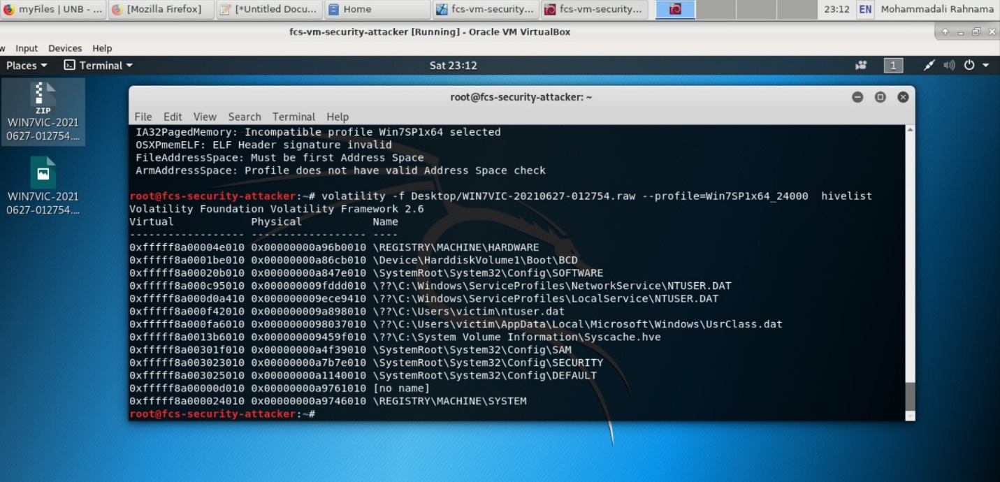 myFiles | UNB - ... [Mozilla Firefox] [*Untitled Docu... Home fcs-vm-security... fcs-vm-security... 23:12 EN Mohammadali Rahnama
fcs-vm-security-attacker [Running] - Oracle VM VirtualBox
w Input Devices Help
Places Terminal Sat 23:12 1
ZIP
WIN7VIC-2021
0627-012754....
WIN7VIC-2021
0627-012754....
root@fcs-security-attacker: ~
File Edit View Search Terminal Help
IA32PagedMemory: Incompatible profile Win7SP1x64 selected
OSXPmemELF: ELF Header signature invalid
FileAddressSpace: Must be first Address Space
ArmAddressSpace: Profile does not have valid Address Space check
root@fcs-security-attacker:~# volatility -f Desktop/WIN7VIC-20210627-012754.raw --profile=Win7SP1x64_24000 hivelist
Volatility Foundation Volatility Framework 2.6
Virtual Physical Name
------------------ ------------------ ----
0xfffff8a00004e010 0x00000000a96b0010 \REGISTRY\MACHINE\HARDWARE
0xfffff8a0001be010 0x00000000a86cb010 \Device\HarddiskVolume1\Boot\BCD
0xfffff8a00020b010 0x00000000a847e010 \SystemRoot\System32\Config\SOFTWARE
0xfffff8a000c95010 0x000000009fddd010 \??\C:\Windows\ServiceProfiles\NetworkService\NTUSER.DAT
0xfffff8a000d0a410 0x000000009ece9410 \??\C:\Windows\ServiceProfiles\LocalService\NTUSER.DAT
0xfffff8a000f42010 0x000000009a898010 \??\C:\Users\victim\ntuser.dat
0xfffff8a000fa6010 0x0000000098037010 \??\C:\Users\victim\AppData\Local\Microsoft\Windows\UsrClass.dat
0xfffff8a0013b6010 0x000000009459f010 \??\C:\System Volume Information\Syscache.hve
0xfffff8a00301f010 0x00000000a4f39010 \SystemRoot\System32\Config\SAM
0xfffff8a003023010 0x00000000a7b7e010 \SystemRoot\System32\Config\SECURITY
0xfffff8a003025010 0x00000000a1140010 \SystemRoot\System32\Config\DEFAULT
0xfffff8a00000d010 0x00000000a9761010 [no name]
0xfffff8a000024010 0x00000000a9746010 \REGISTRY\MACHINE\SYSTEM
root@fcs-security-attacker:~#